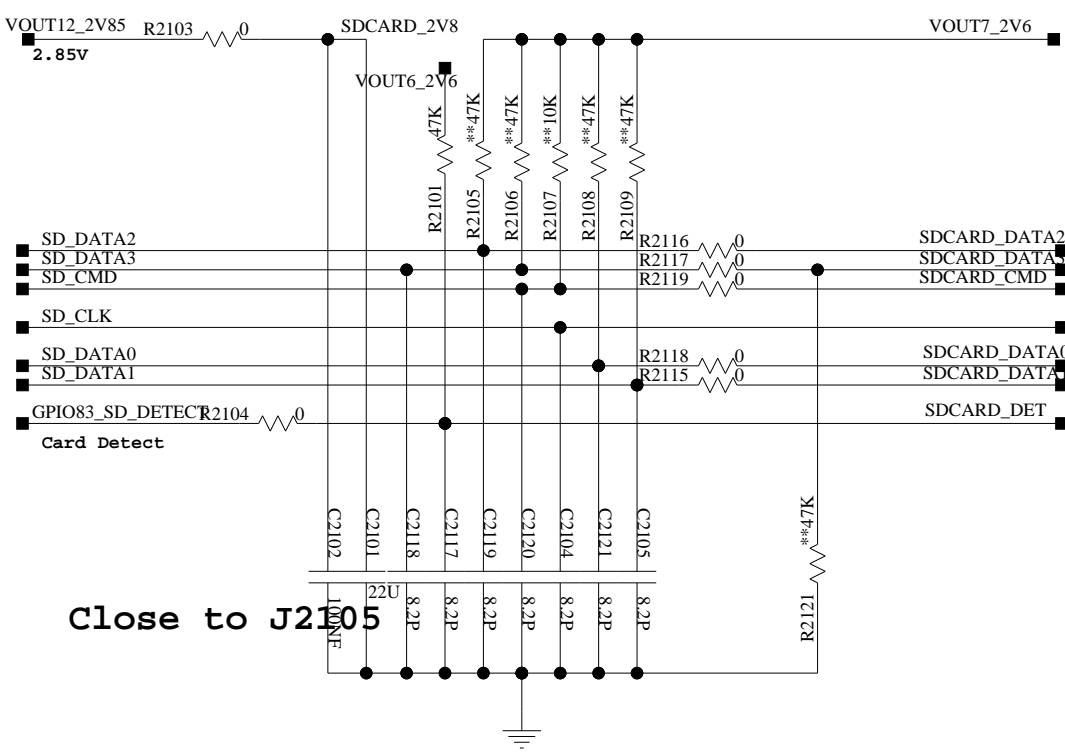 VOUT12_2V85 R2103 0 SDCARD_2V8 VOUT7_2V6
2.85V
VOUT6_2V6
47K **47K **47K **10K **47K **47K
R2101 R2105 R2106 R2107 R2108 R2109
SD_DATA2 R2116 0 SDCARD_DATA2
SD_DATA3 R2117 0
SD_CMD R2119 0 SDCARD_CMD
SD_CLK
SD_DATA0 R2118 0 SDCARD_DATA0
SD_DATA1 R2115 0
GPIO83_SD_DETECT R2104 0 SDCARD_DET
Card Detect
C2102 C2101 C2118 C2117 C2119 C2120 C2104 C2121 C2105 **47K
100NF 22U 8.2P 8.2P 8.2P 8.2P 8.2P 8.2P 8.2P R2121
Close to J2105